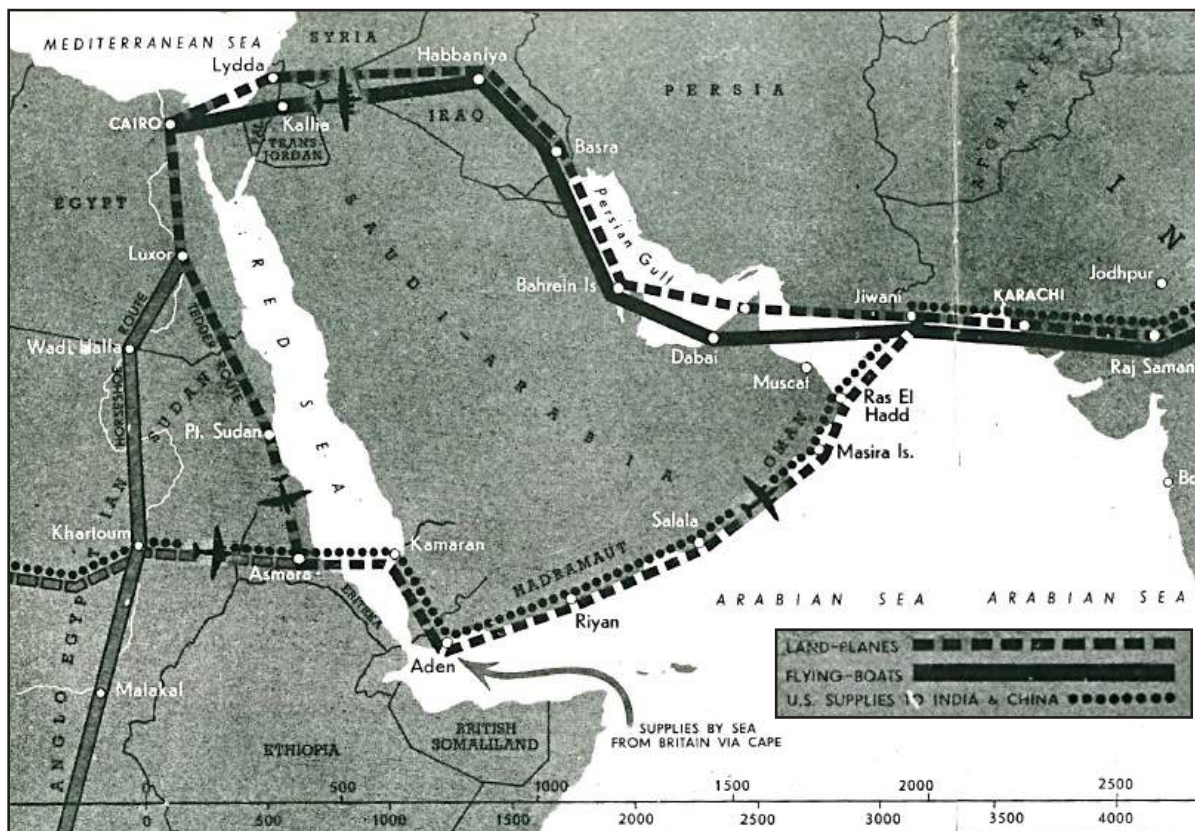 MEDITERRANEAN SEA
SYRIA
Lydda
Habbaniya
CAIRO
Kallia
IRAQ
PERSIA
AFGHANISTAN
TRANS-
JORDAN
Basra
EGYPT
Persian Gulf
SAUDI-ARABIA
I N
Luxor
Bahrein Is
Jiwani
KARACHI
Jodhpur
RED SEA
Wadi Halfa
HORSESHOE ROUTE
TEDDER ROUTE
Dabai
Muscat
Raj Saman
Ras El
Hadd
Pt. Sudan
OMAN
Masira Is.
Bo
Khartoum
Asmara
Kamaran
Salala
HADRAMAUT
ERITREA
Riyan
ARABIAN SEA ARABIAN SEA
Aden
ANGLO EGYPTIAN SUDAN
Malakal
ETHIOPIA
BRITISH
SOMALILAND
SUPPLIES BY SEA
FROM BRITAIN VIA CAPE
LAND-PLANES
FLYING-BOATS
U.S. SUPPLIES TO INDIA & CHINA
0 500 1000 1500 2000 2500
0 500 1000 1500 2000 2500 3000 3500 4000